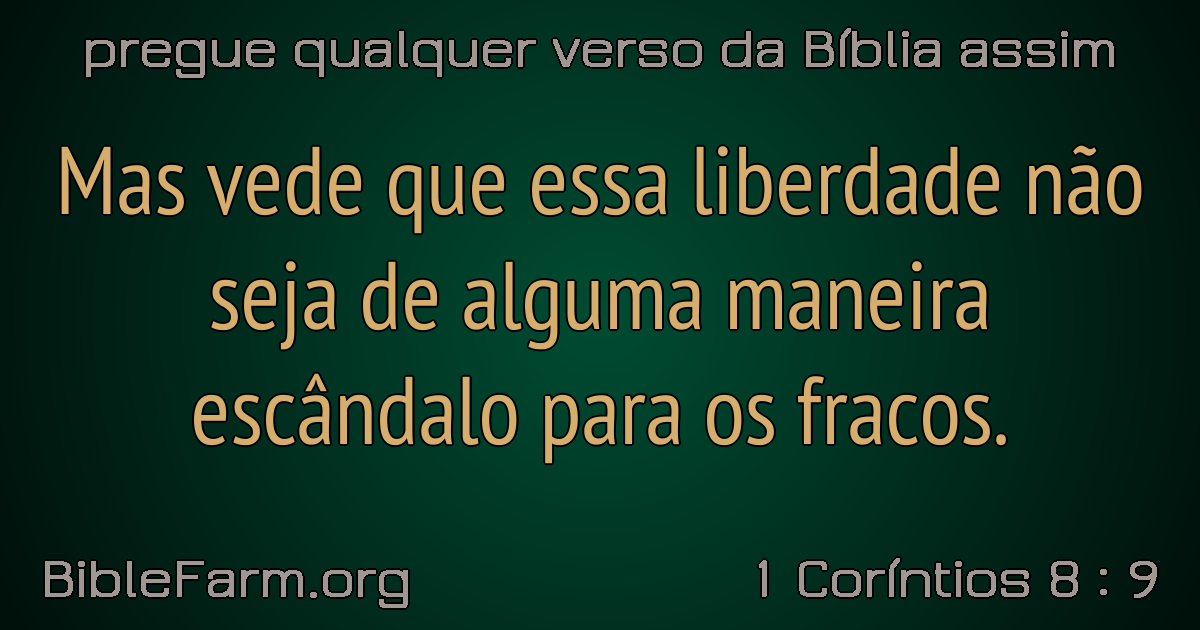 pregue qualquer verso da Bíblia assim
Mas vede que essa liberdade não
seja de alguma maneira
escândalo para os fracos.
BibleFarm.org
1 Coríntios 8 : 9